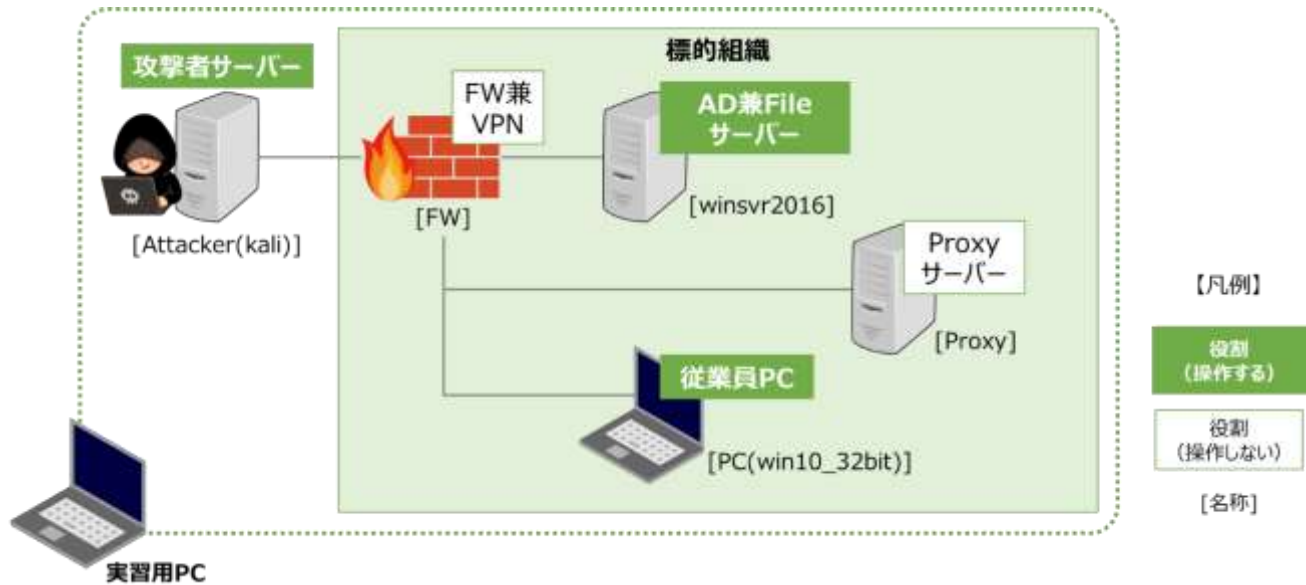 標的組織
攻撃者サーバー
FW兼
VPN
AD兼File
サーバー
[Attacker(kali)]
[FW]
[winsvr2016]
Proxy
サーバー
[Proxy]
従業員PC
[PC(win10_32bit)]
実習用PC
【凡例】
役割
(操作する)
役割
(操作しない)
[名称]